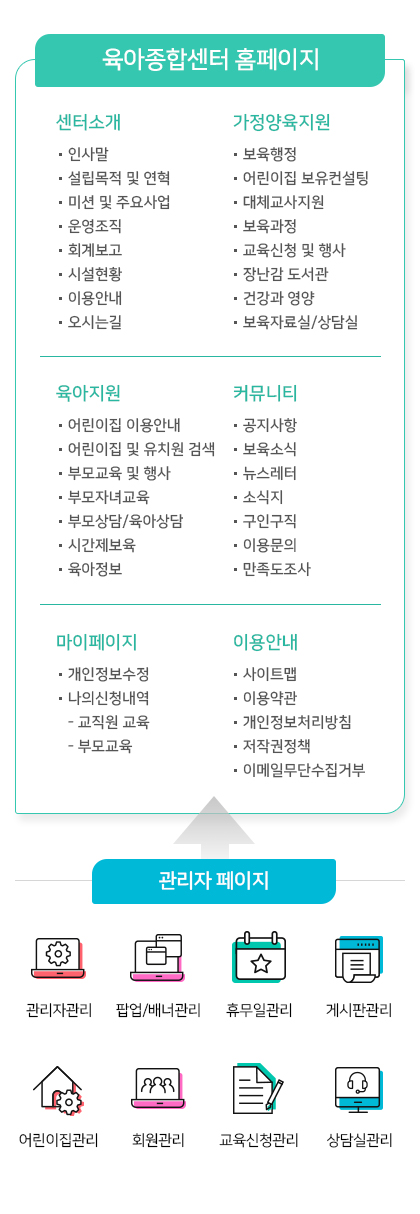 육아종합센터 홈페이지
센터소개
· 인사말
· 설립목적 및 연혁
· 미션 및 주요사업
· 운영조직
· 회계보고
· 시설현황
· 이용안내
· 오시는길
가정양육지원
· 보육행정
· 어린이집 보유컨설팅
· 대체교사지원
· 보육과정
· 교육신청 및 행사
· 장난감 도서관
· 건강과 영양
· 보육자료실/상담실
육아지원
· 어린이집 이용안내
· 어린이집 및 유치원 검색
· 부모교육 및 행사
· 부모자녀교육
· 부모상담/육아상담
· 시간제보육
· 육아정보
커뮤니티
· 공지사항
· 보육소식
· 뉴스레터
· 소식지
· 구인구직
· 이용문의
· 만족도조사
마이페이지
· 개인정보수정
· 나의신청내역
- 교직원 교육
- 부모교육
이용안내
· 사이트맵
· 이용약관
· 개인정보처리방침
· 저작권정책
· 이메일무단수집거부
관리자 페이지
관리자관리
팝업/배너관리
휴무일관리
게시판관리
어린이집관리
회원관리
교육신청관리
상담실관리